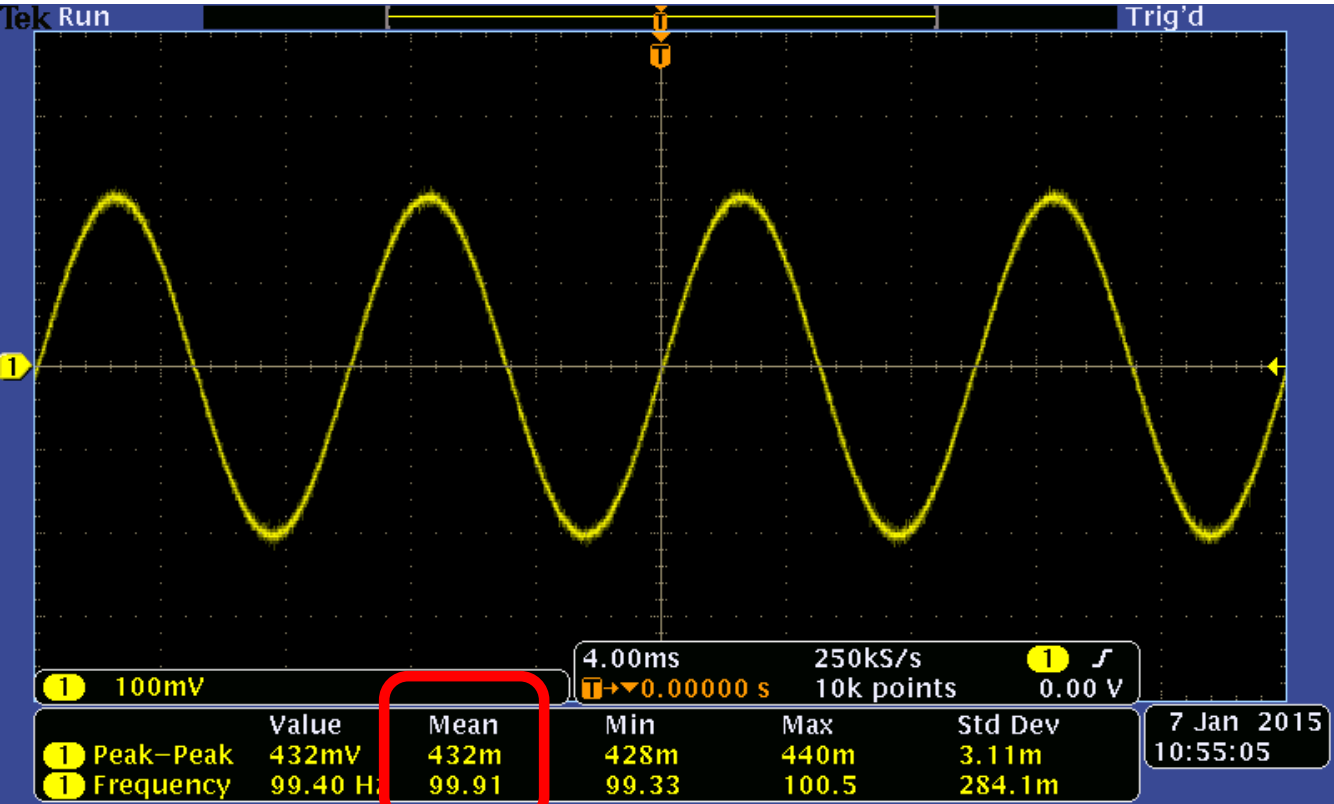 Tek Run Trig'd
T
T
1
4.00ms 250kS/s 1
1 100mV T→▼0.00000 s 10k points 0.00 V
Value Mean Min Max Std Dev 7 Jan 2015
1 Peak−Peak 432mV 432m 428m 440m 3.11m 10:55:05
1 Frequency 99.40 Hz 99.91 99.33 100.5 284.1m